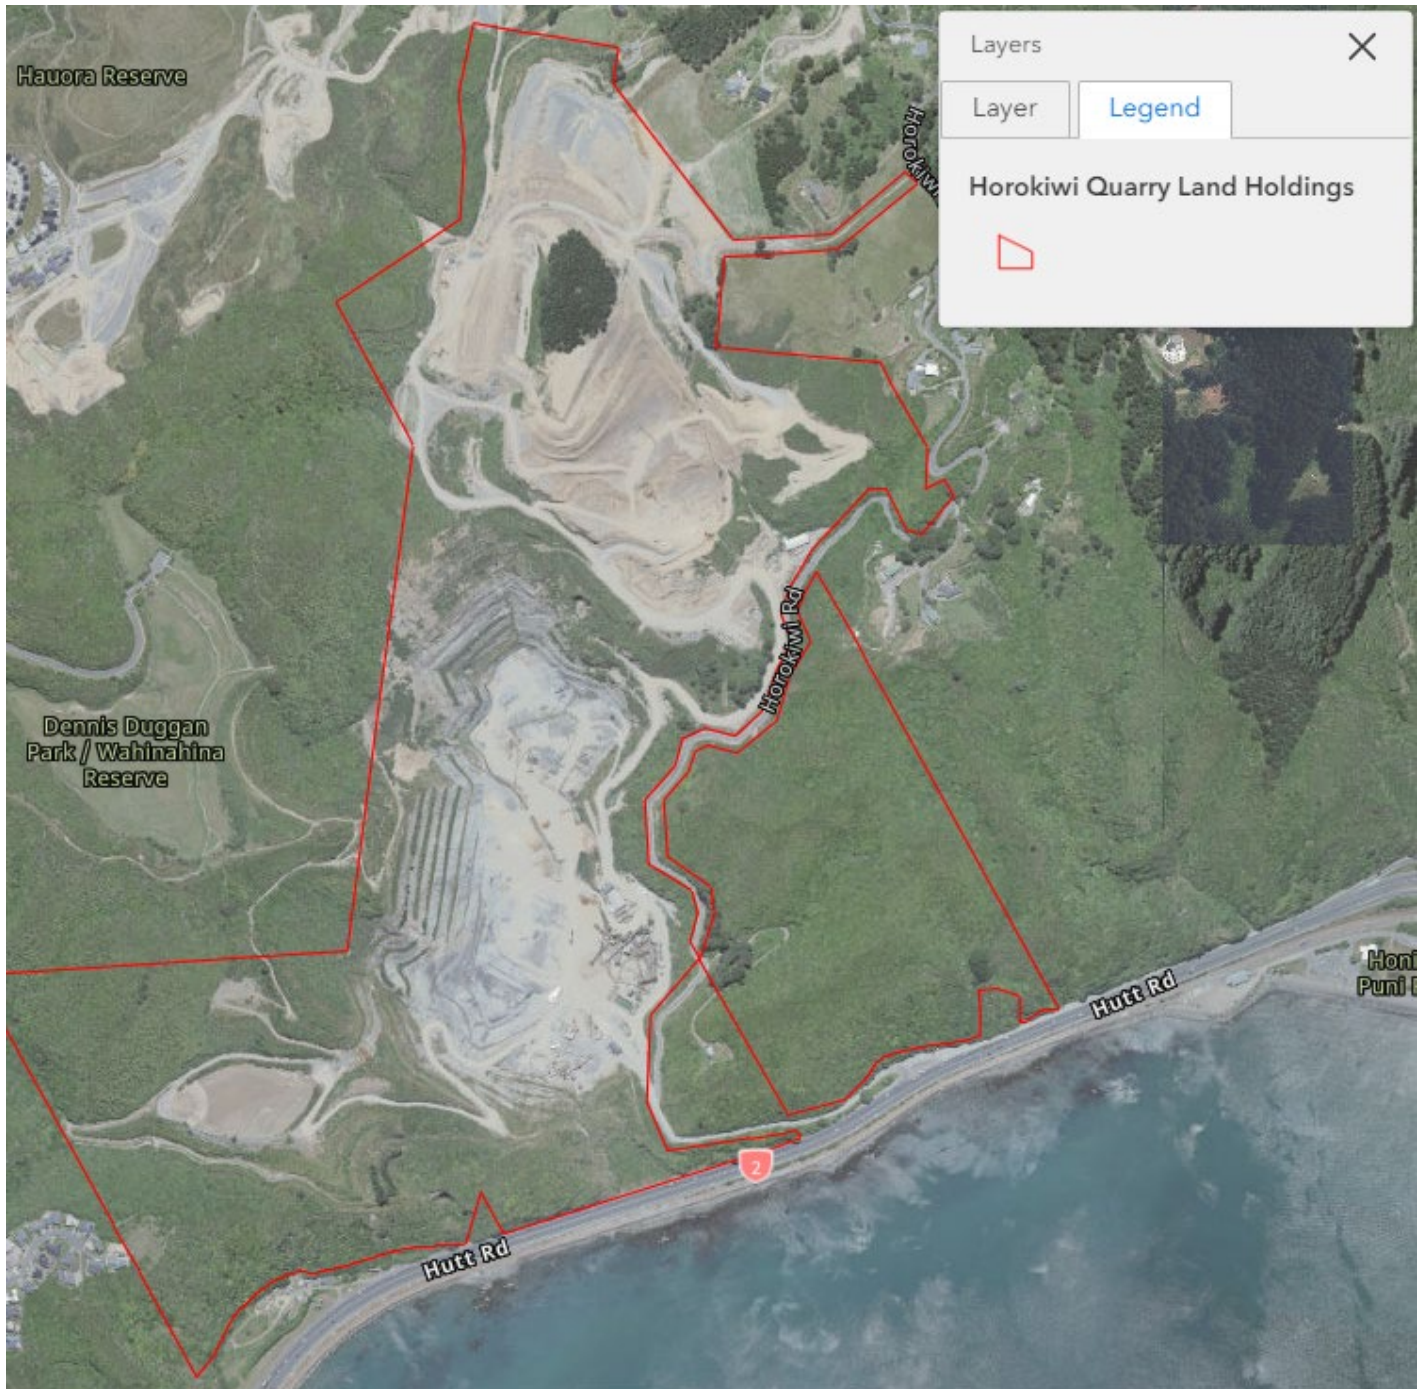 Hauora Reserve
Layers
Layer
Legend
Horokiwi Quarry Land Holdings
Horokiwi
Horokiwi Rd
Dennis Duggan
Park / Wahinahina
Reserve
Hutt Rd
2
Hutt Rd